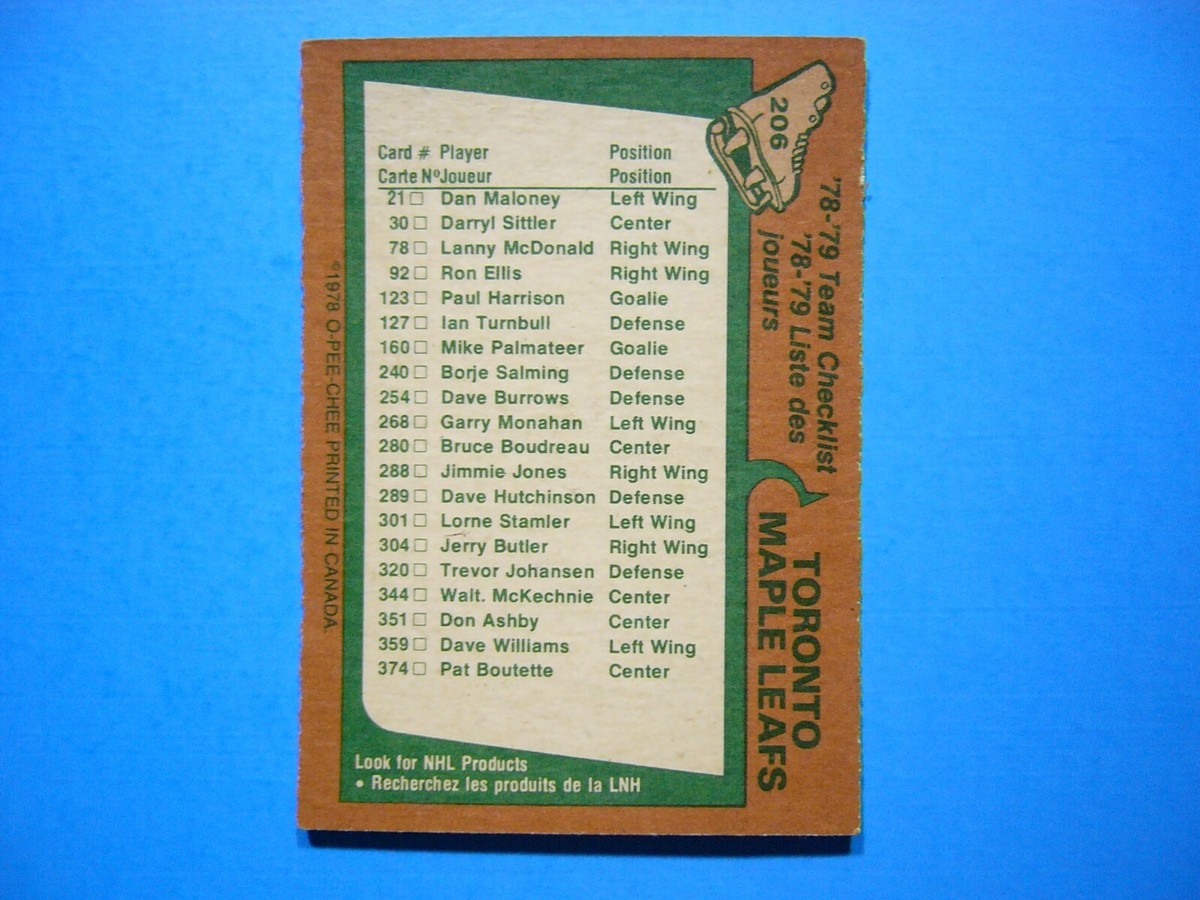 206
'78-'79 Team Checklist
'78-'79 Liste des
joueurs
TORONTO
MAPLE LEAFS
Card # Player Position
Carte Nº Joueur Position
21 □ Dan Maloney Left Wing
30 □ Darryl Sittler Center
78 □ Lanny McDonald Right Wing
92 □ Ron Ellis Right Wing
123 □ Paul Harrison Goalie
127 □ Ian Turnbull Defense
160 □ Mike Palmateer Goalie
240 □ Borje Salming Defense
254 □ Dave Burrows Defense
268 □ Garry Monahan Left Wing
280 □ Bruce Boudreau Center
288 □ Jimmie Jones Right Wing
289 □ Dave Hutchinson Defense
301 □ Lorne Stamler Left Wing
304 □ Jerry Butler Right Wing
320 □ Trevor Johansen Defense
344 □ Walt. McKechnie Center
351 □ Don Ashby Center
359 □ Dave Williams Left Wing
374 □ Pat Boutette Center
Look for NHL Products
• Recherchez les produits de la LNH
©1978 O-PEE-CHEE PRINTED IN CANADA.